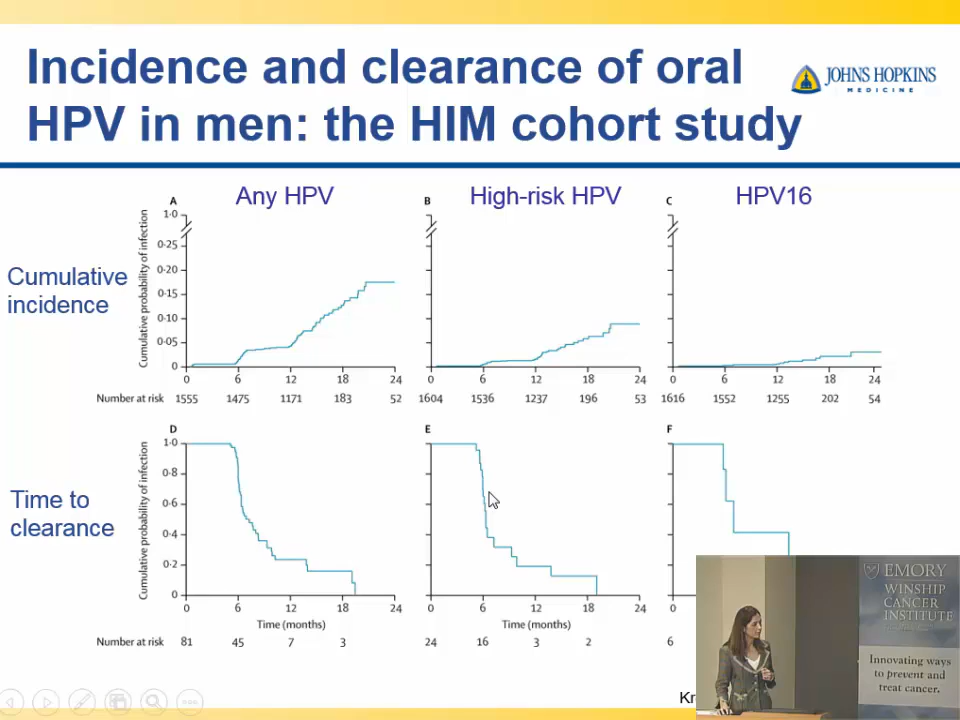 Incidence and clearance of oral
HPV in men: the HIM cohort study
JOHNS HOPKINS
MEDICINE
Any HPV
High-risk HPV
HPV16
Cumulative
incidence
A
Cumulative probability of infection
1·0
0·25
0·20
0·15
0·10
0·05
0
0 6 12 18 24
Number at risk 1555 1475 1171 183 52
B
0 6 12 18 24
1604 1536 1237 196 53
C
0 6 12 18 24
1616 1552 1255 202 54
Time to
clearance
D
Cumulative probability of infection
1·0
0·8
0·6
0·4
0·2
0
0 6 12 18 24
Time (months)
Number at risk 81 45 7 3
E
0 6 12 18 24
Time (months)
24 16 3 2
F
0
6
Kr
EMORY
WINSHIP
CANCER
INSTITUTE
Innovating ways
to prevent and
treat cancer.